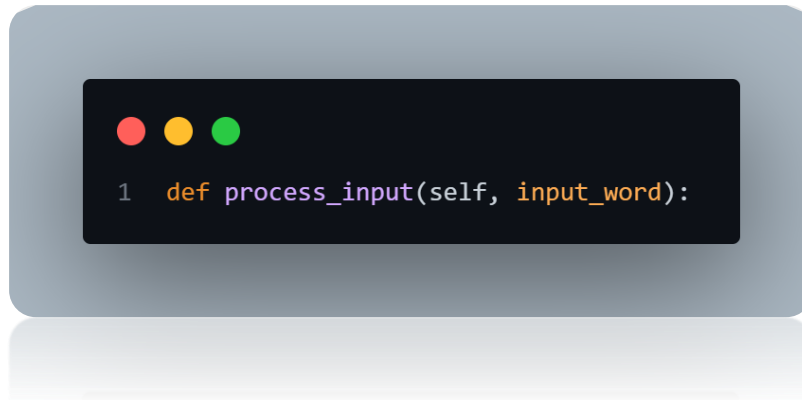 1 def process_input(self, input_word):